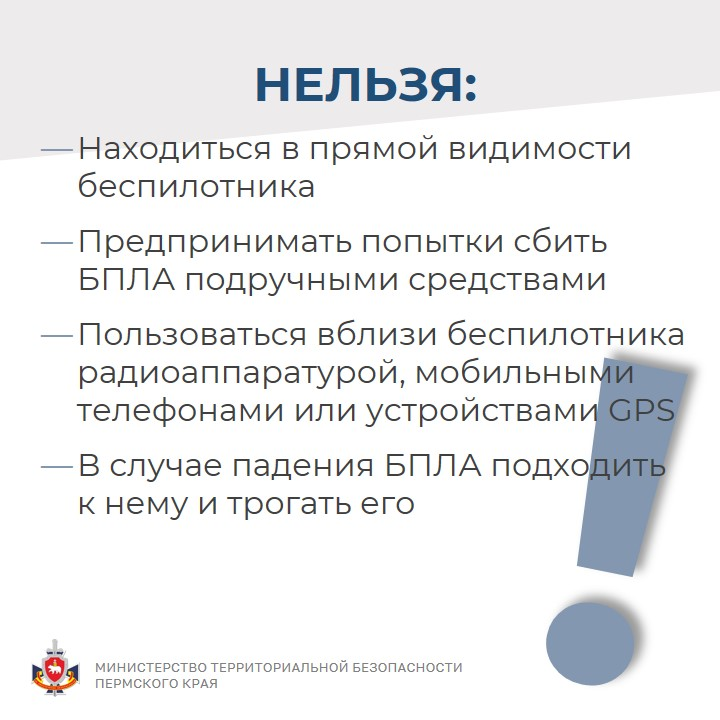 НЕЛЬЗЯ:
— Находиться в прямой видимости
беспилотника
— Предпринимать попытки сбить
БПЛА подручными средствами
— Пользоваться вблизи беспилотника
радиоаппаратурой, мобильными
телефонами или устройствами GPS
— В случае падения БПЛА подходить
к нему и трогать его
МИНИСТЕРСТВО ТЕРРИТОРИАЛЬНОЙ БЕЗОПАСНОСТИ
ПЕРМСКОГО КРАЯ